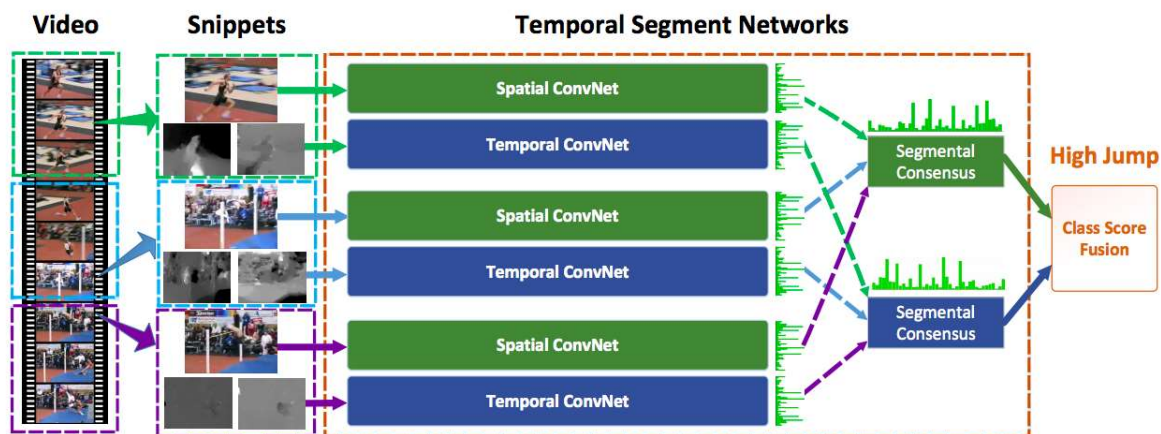 Video
Snippets
Temporal Segment Networks
Spatial ConvNet
Temporal ConvNet
Spatial ConvNet
Temporal ConvNet
Spatial ConvNet
Temporal ConvNet
Segmental
Consensus
Segmental
Consensus
High Jump
Class Score
Fusion